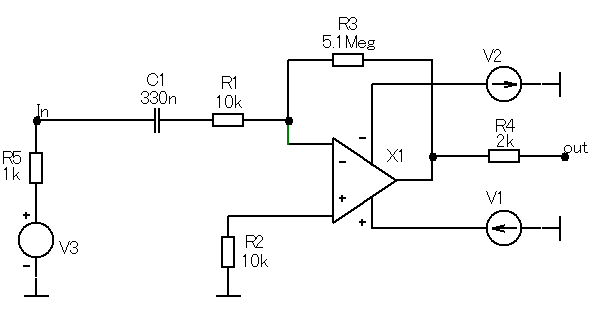 R3
5.1Meg
V2
C1
330n
R1
10k
In
R4
2k
out
X1
R5
1k
-
+
-
+
+
-
V3
R2
10k
V1